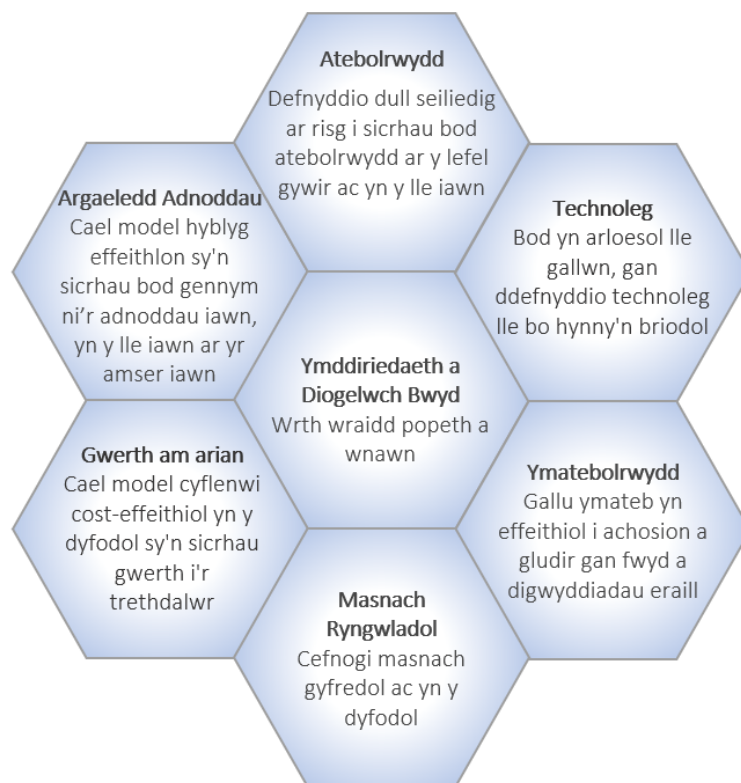 Atebolrwydd
Defnyddio dull seiliedig
ar risg i sicrhau bod
atebolrwydd ar y lefel
gywir ac yn y lle iawn
Argaeledd Adnoddau
Cael model hyblyg
effeithlon sy'n
sicrhau bod gennym
ni’r adnoddau iawn,
yn y lle iawn ar yr
amser iawn
Technoleg
Bod yn arloesol lle
gallwn, gan
ddefnyddio technoleg
lle bo hynny'n briodol
Ymddiriedaeth a
Diogelwch Bwyd
Wrth wraidd popeth a
wnawn
Gwerth am arian
Cael model cyflenwi
cost-effeithiol yn y
dyfodol sy'n sicrhau
gwerth i'r
trethdalwr
Ymatebolrwydd
Gallu ymateb yn
effeithiol i achosion a
gludir gan fwyd a
digwyddiadau eraill
Masnach
Ryngwladol
Cefnogi masnach
gyfredol ac yn y
dyfodol